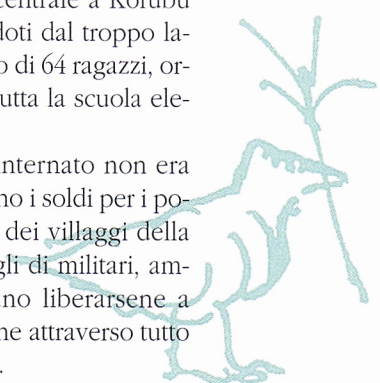 centrale a Korubu
doti dal troppo la-
o di 64 ragazzi, or-
utta la scuola ele-
internato non era
no i soldi per i po-
dei villaggi della
gli di militari, am-
no liberarsene a
ne attraverso tutto